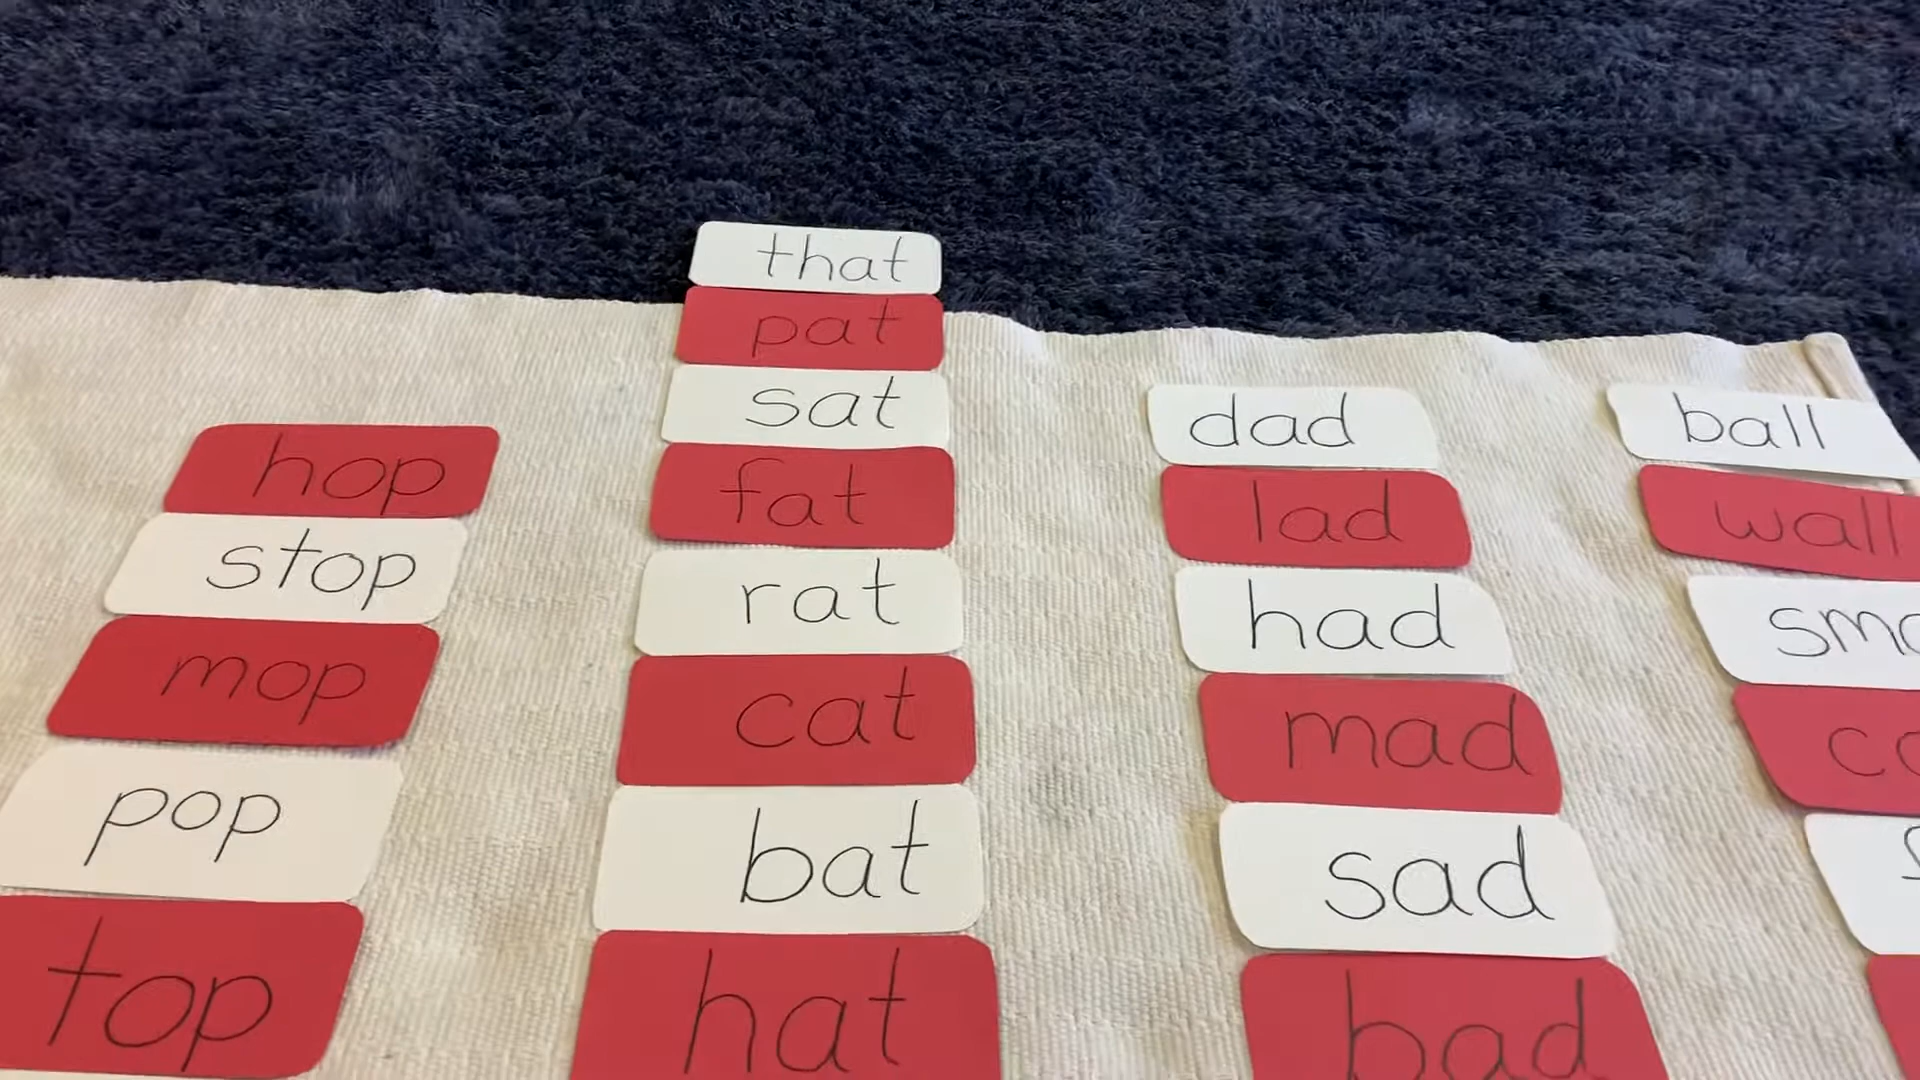 hop
stop
mop
pop
top
that
pat
sat
fat
rat
cat
bat
hat
dad
lad
had
mad
sad
bad
ball
wall